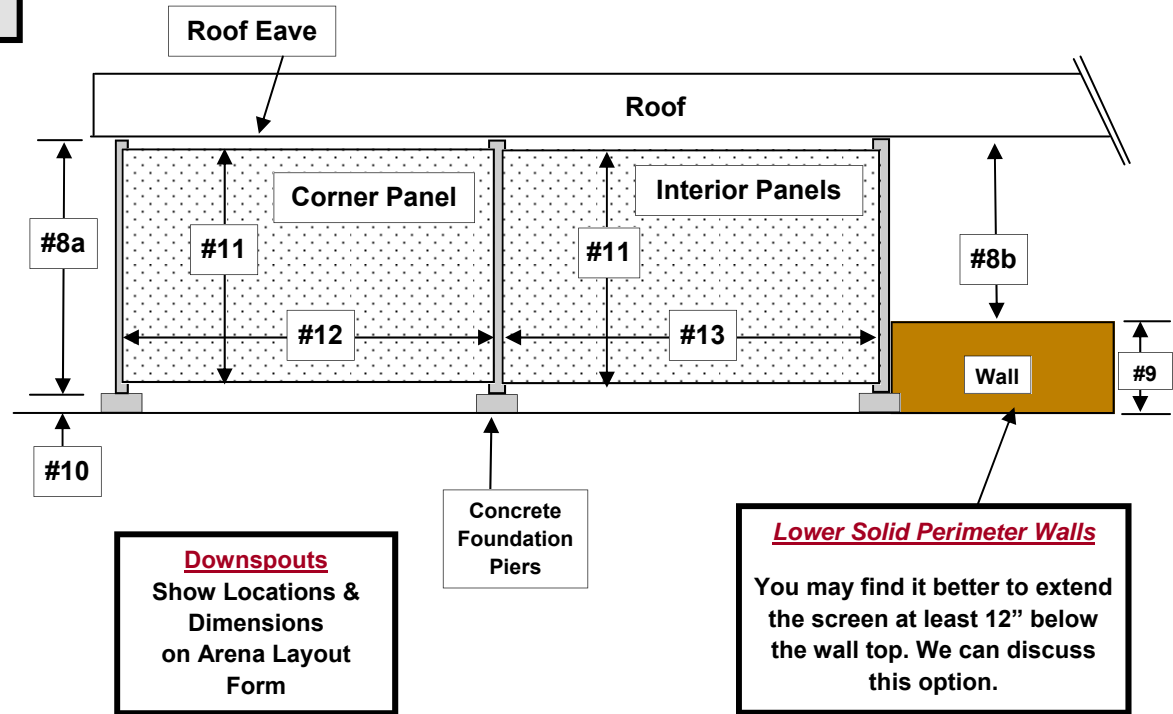 Roof Eave
Roof
Corner Panel
Interior Panels
#8a
#11
#11
#8b
#12
#13
Wall
#9
#10
Concrete
Foundation
Piers
Downspouts
Show Locations &
Dimensions
on Arena Layout
Form
Lower Solid Perimeter Walls
You may find it better to extend
the screen at least 12” below
the wall top. We can discuss
this option.